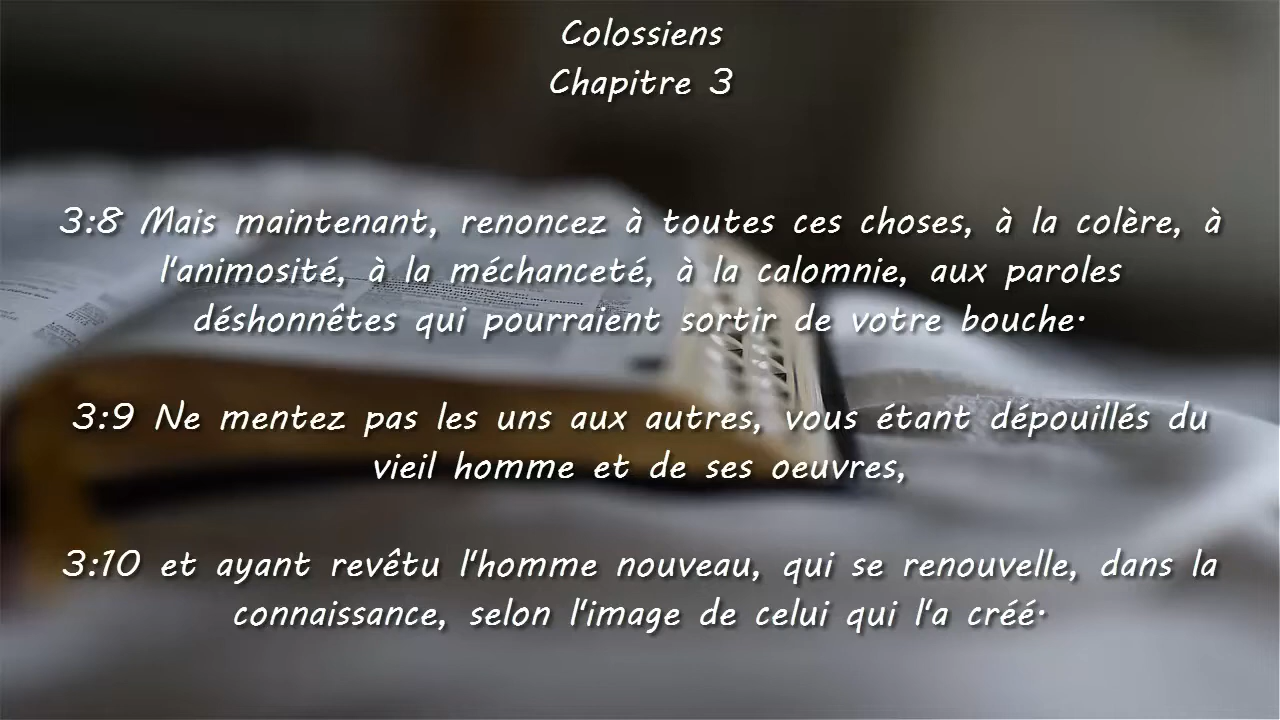 Colossiens
Chapitre 3
3:8 Mais maintenant, renoncez à toutes ces choses, à la colère, à
l'animosité, à la méchanceté, à la calomnie, aux paroles
déshonnêtes qui pourraient sortir de votre bouche·
3:9 Ne mentez pas les uns aux autres, vous étant dépouillés du
vieil homme et de ses oeuvres,
3:10 et ayant revêtu l'homme nouveau, qui se renouvelle, dans la
connaissance, selon l'image de celui qui l'a créé·